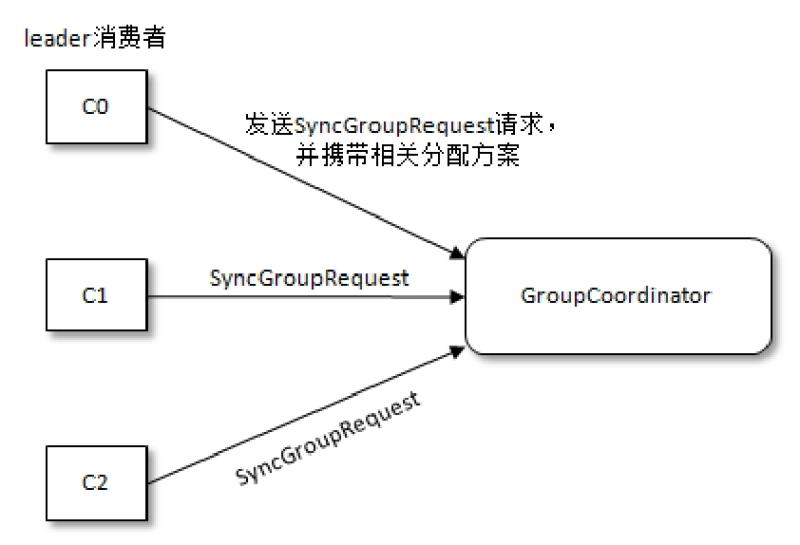 leader消费者
C0
发送SyncGroupRequest请求，
并携带相关分配方案
C1
SyncGroupRequest
GroupCoordinator
SyncGroupRequest
C2